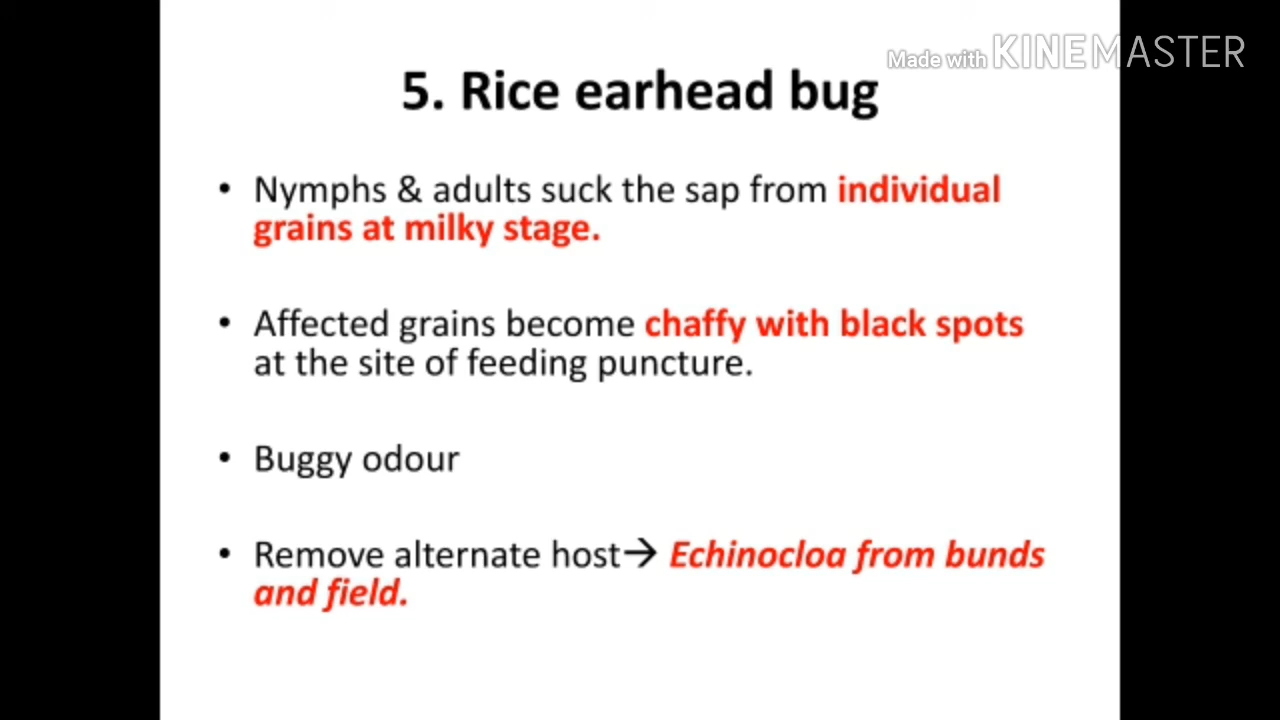 Made with KINEMASTER
5. Rice earhead bug
• Nymphs & adults suck the sap from individual
grains at milky stage.
• Affected grains become chaffy with black spots
at the site of feeding puncture.
• Buggy odour
• Remove alternate host→ Echinocloa from bunds
and field.